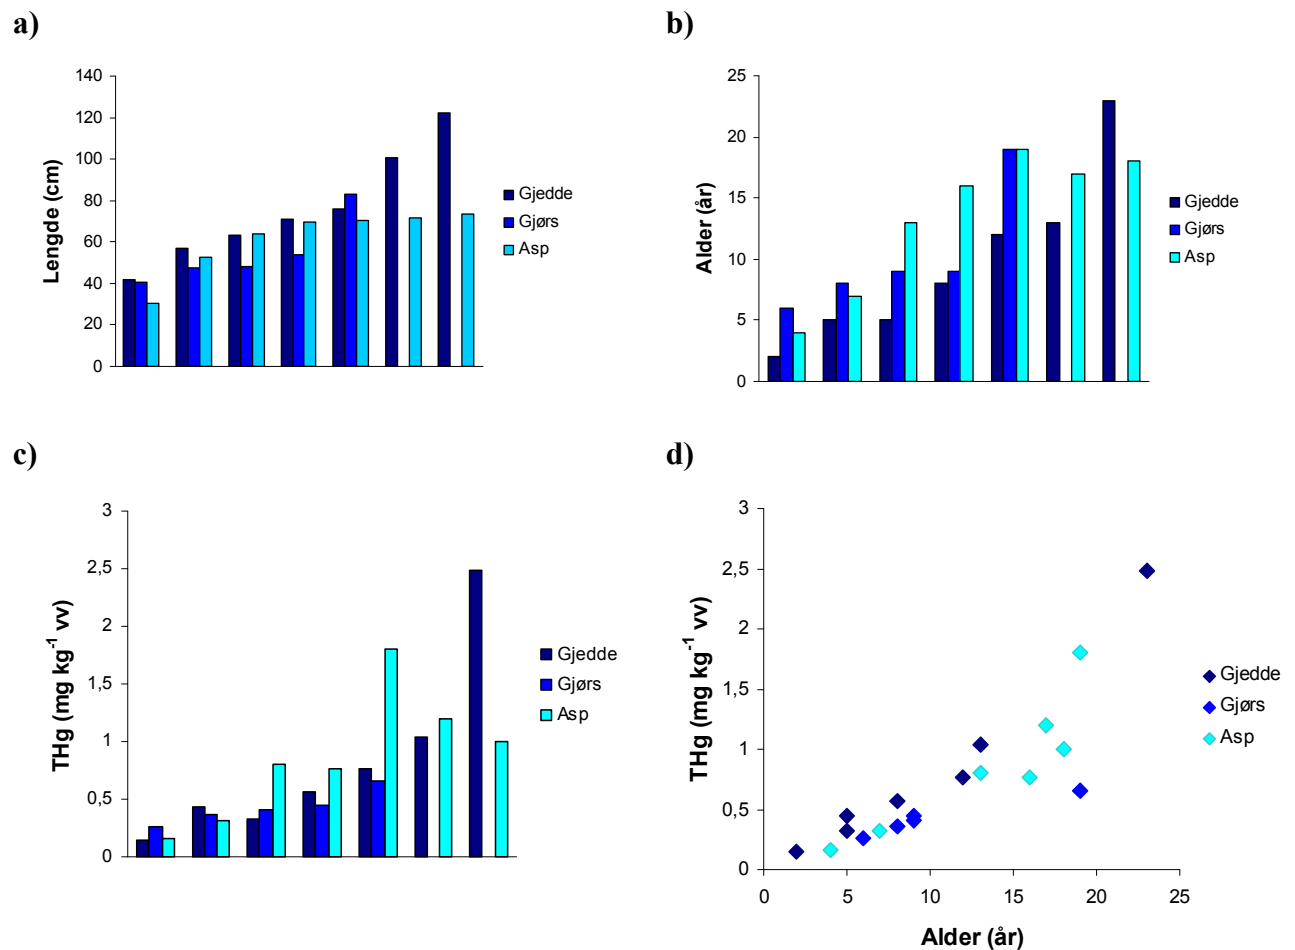 a)
140
120
100
80
60
40
20
0
Lengde (cm)
Gjedde
Gjørs
Asp
b)
25
20
15
10
5
0
Alder (år)
Gjedde
Gjørs
Asp
c)
3
2,5
2
1,5
1
0,5
0
THg (mg kg⁻¹ vv)
Gjedde
Gjørs
Asp
d)
3
2,5
2
1,5
1
0,5
0
THg (mg kg⁻¹ vv)
0 5 10 15 20 25
Alder (år)
Gjedde
Gjørs
Asp